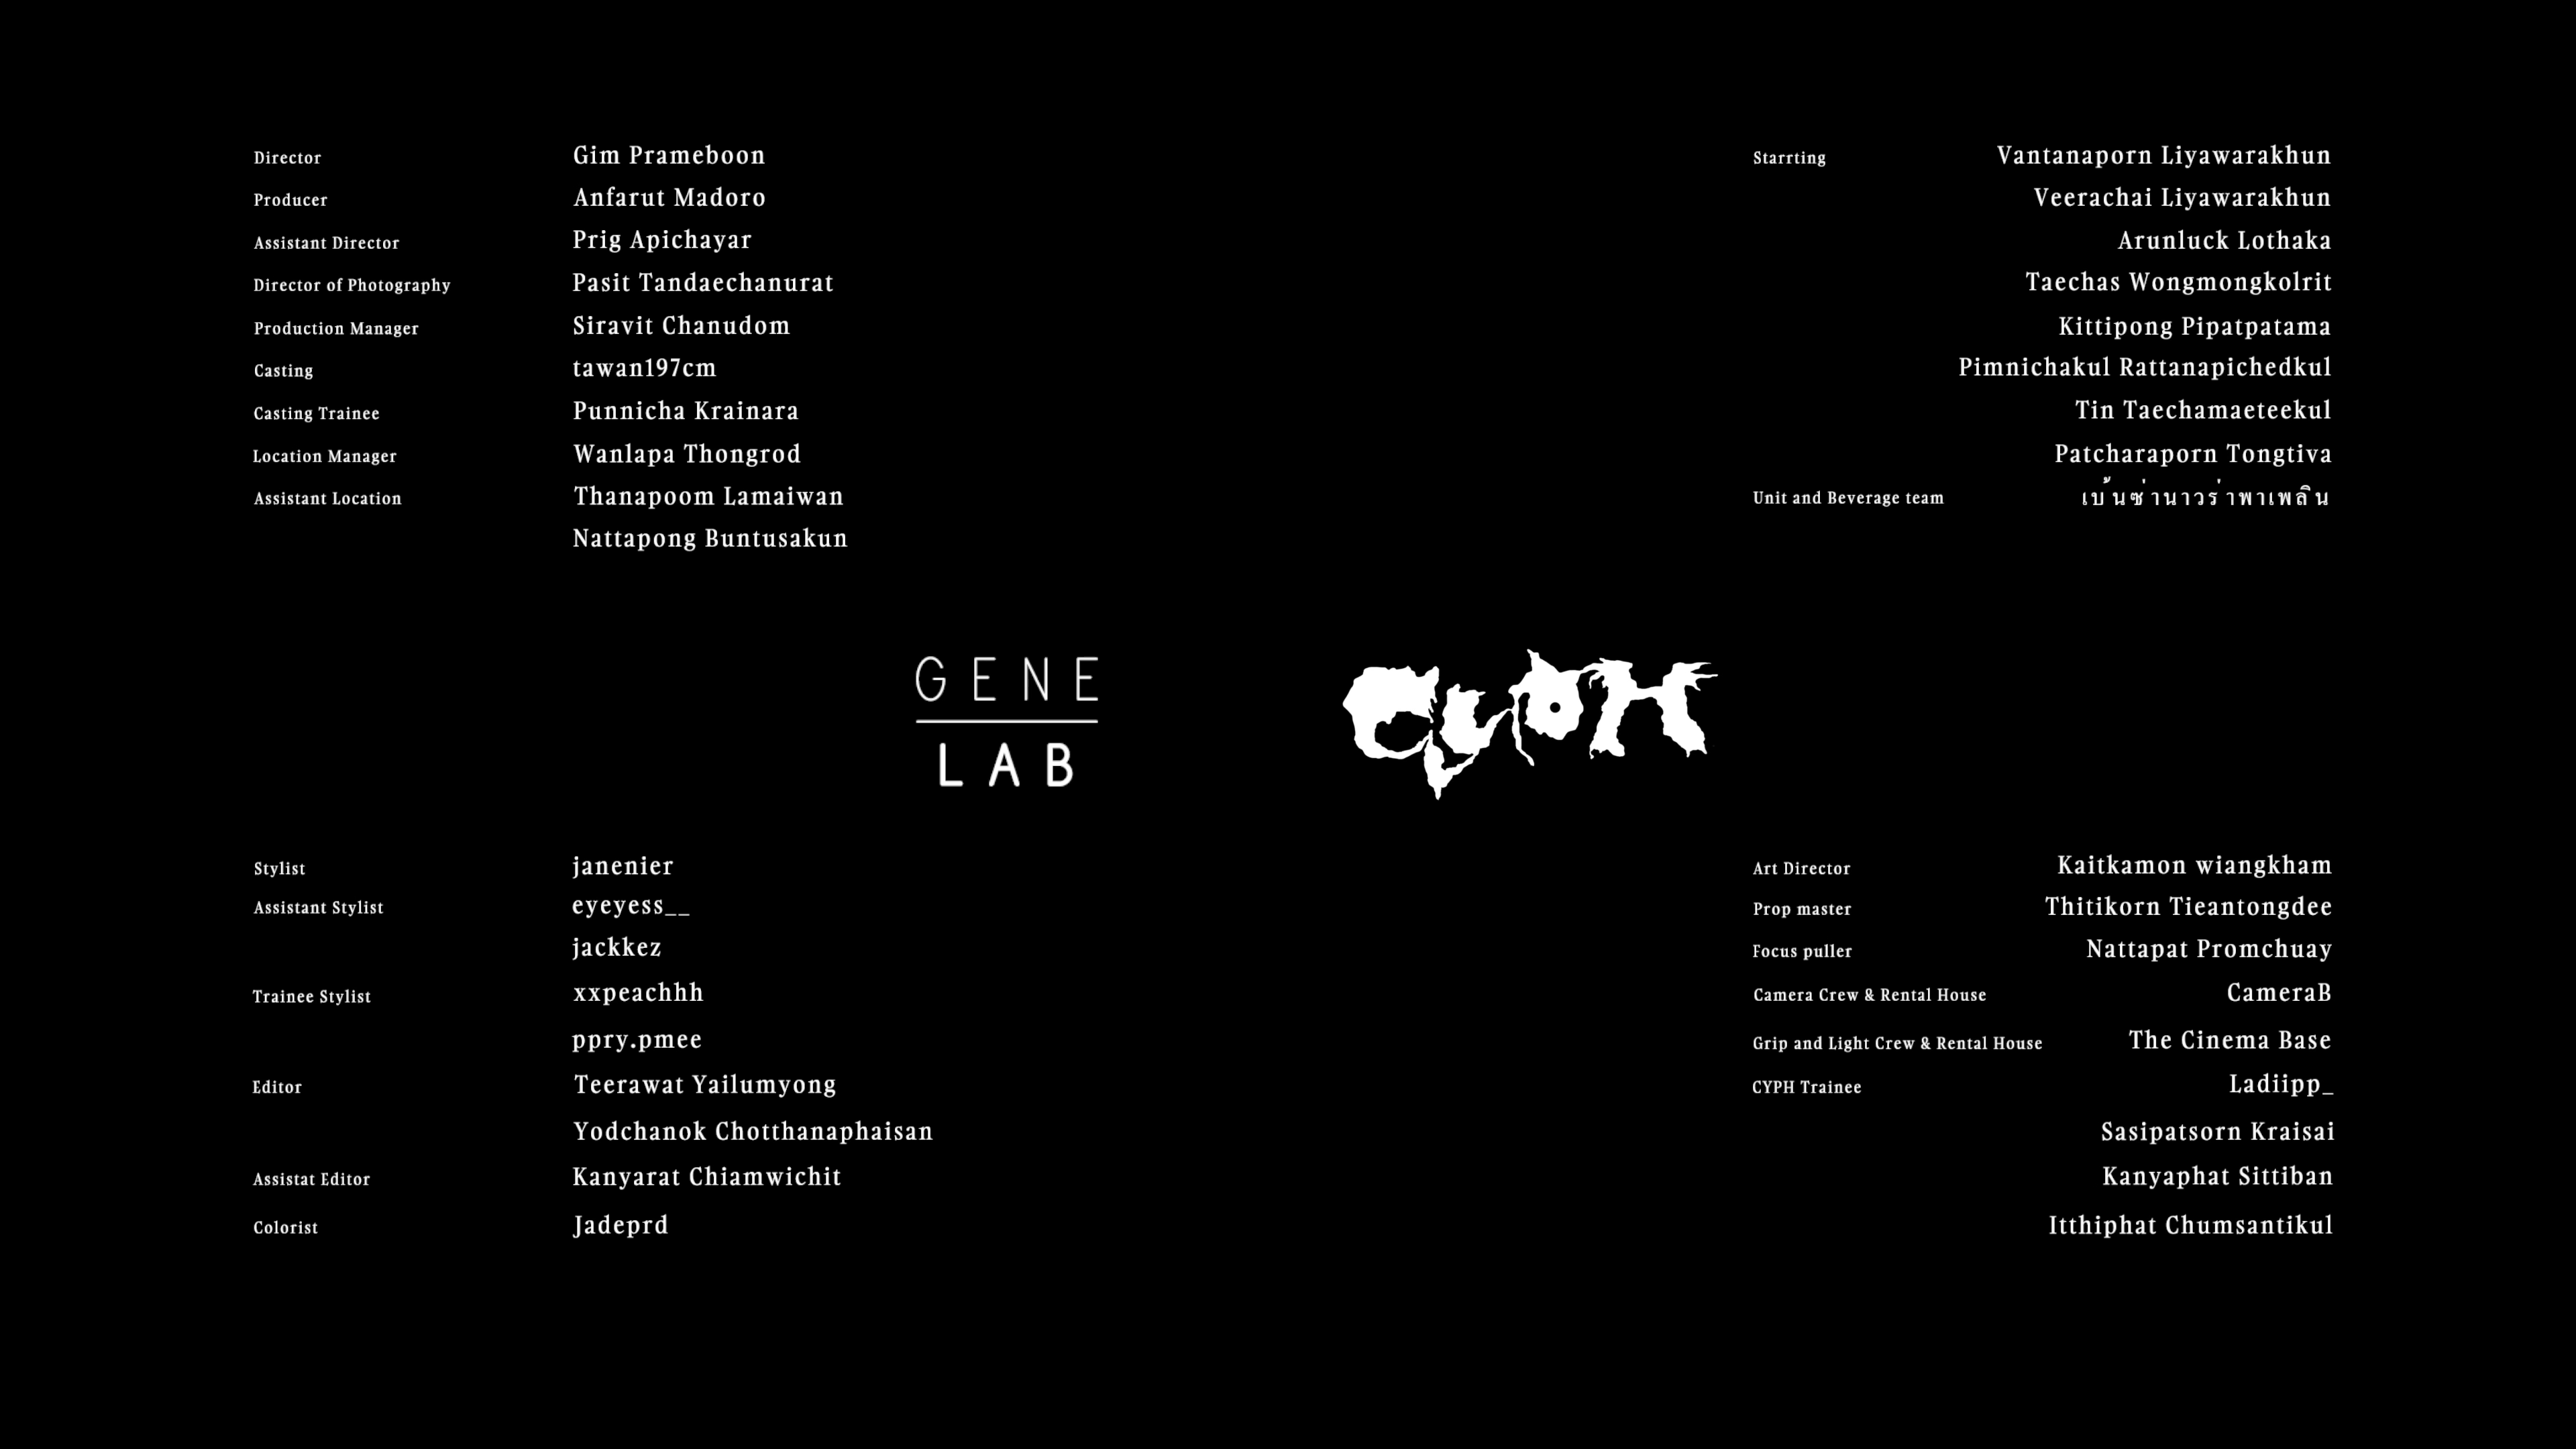 Director Gim Prameboon
Producer Anfarut Madoro
Assistant Director Prig Apichayar
Director of Photography Pasit Tandaechanurat
Production Manager Siravit Chanudom
Casting tawan197cm
Casting Trainee Punnicha Krainara
Location Manager Wanlapa Thongrod
Assistant Location Thanapoom Lamaiwan
Nattapong Buntusakun
Starrting Vantanaporn Liyawarakhun
Veerachai Liyawarakhun
Arunluck Lothaka
Taechas Wongmongkolrit
Kittipong Pipatpatama
Pimnichakul Rattanapichedkul
Tin Taechamaeteekul
Patcharaporn Tongtiva
Unit and Beverage team เบ้นซ่านาวร่าพาเพลิน
GENE
LAB
CYPH
Stylist janenier
Assistant Stylist eyeyess__
jackkez
Trainee Stylist xxpeachhh
ppry.pmee
Editor Teerawat Yailumyong
Yodchanok Chotthanaphaisan
Assistat Editor Kanyarat Chiamwichit
Colorist Jadeprd
Art Director Kaitkamon wiangkham
Prop master Thitikorn Tieantongdee
Focus puller Nattapat Promchuay
Camera Crew & Rental House CameraB
Grip and Light Crew & Rental House The Cinema Base
CYPH Trainee Ladiipp_
Sasipatsorn Kraisai
Kanyaphat Sittiban
Itthiphat Chumsantikul